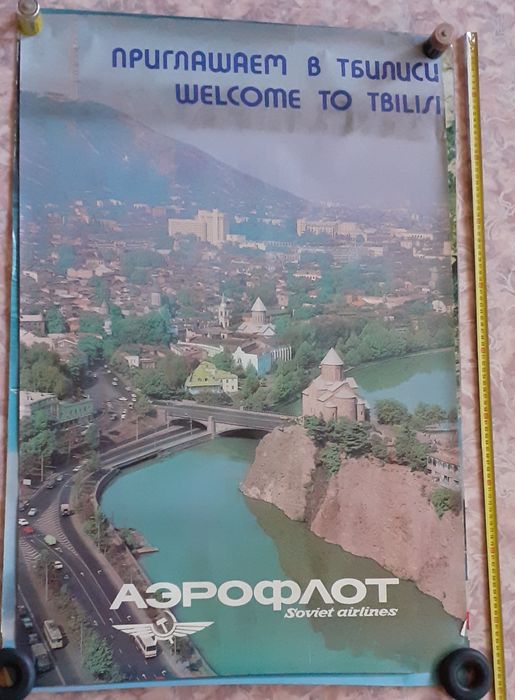 ПРИГЛАШАЕМ В ТБИЛИСИ
WELCOME TO TBILISI
АЭРОФЛОТ
Soviet airlines